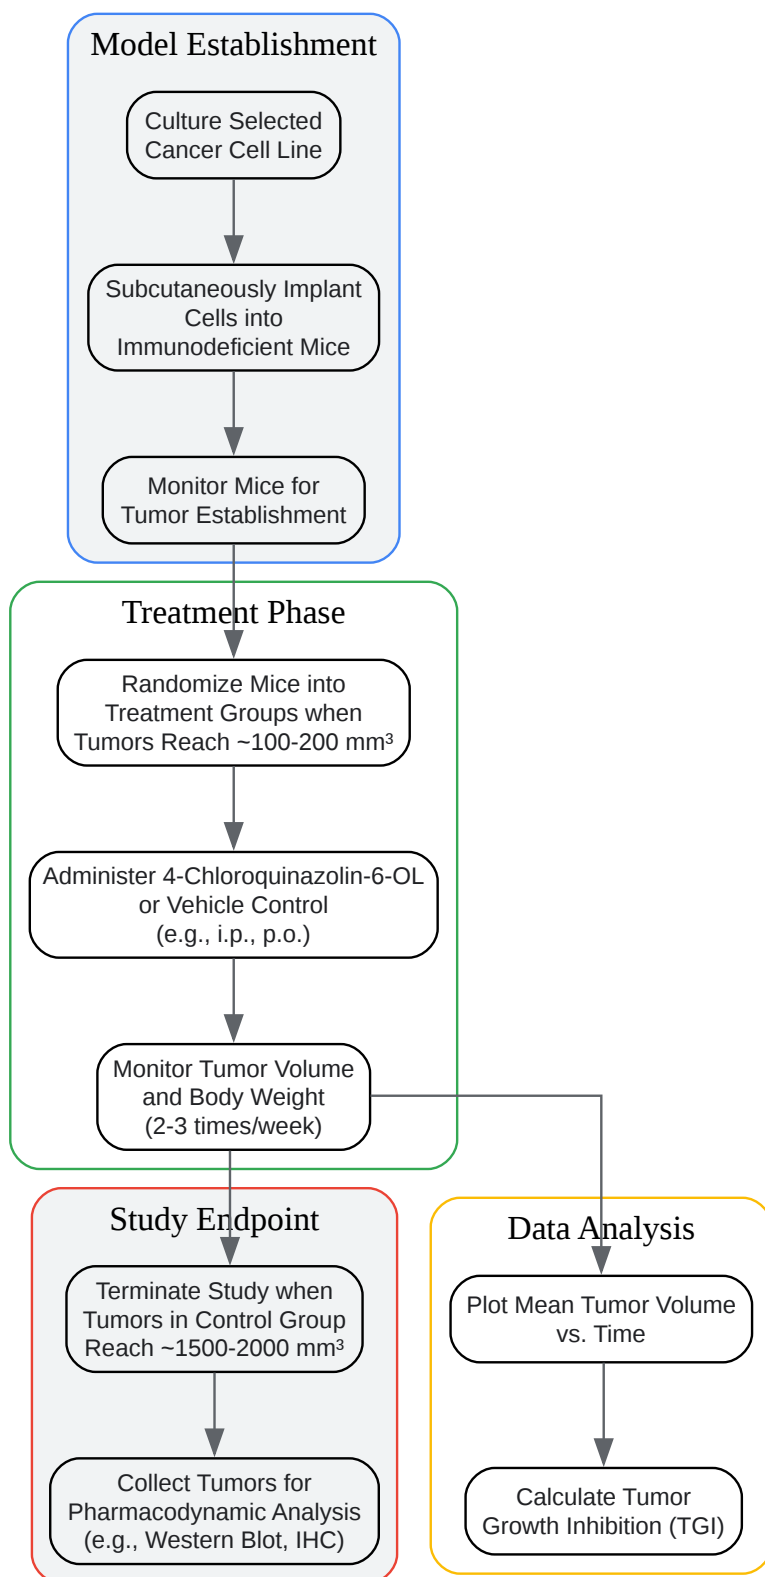 Model Establishment
Culture Selected
Cancer Cell Line
Subcutaneously Implant
Cells into
Immunodeficient Mice
Monitor Mice for
Tumor Establishment
Treatment Phase
Randomize Mice into
Treatment Groups when
Tumors Reach ~100-200 mm³
Administer 4-Chloroquinazolin-6-OL
or Vehicle Control
(e.g., i.p., p.o.)
Monitor Tumor Volume
and Body Weight
(2-3 times/week)
Study Endpoint
Terminate Study when
Tumors in Control Group
Reach ~1500-2000 mm³
Collect Tumors for
Pharmacodynamic Analysis
(e.g., Western Blot, IHC)
Data Analysis
Plot Mean Tumor Volume
vs. Time
Calculate Tumor
Growth Inhibition (TGI)